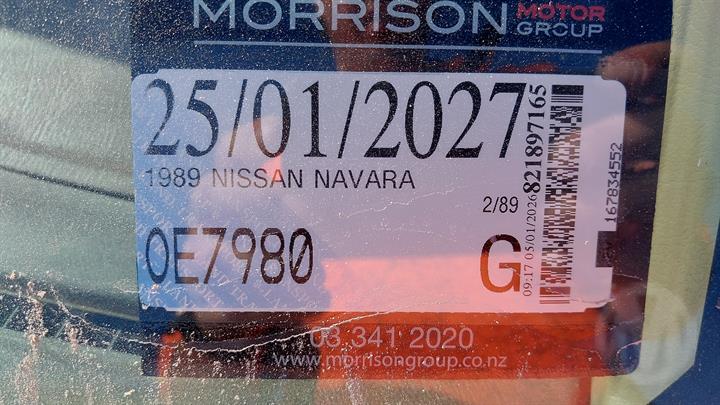 MORRISON MOTOR GROUP
25/01/2027
1989 NISSAN NAVARA
2/89
OE7980
G
09:17 05/01/2026
821897165
167834552
03 341 2020
www.morrisongroup.co.nz